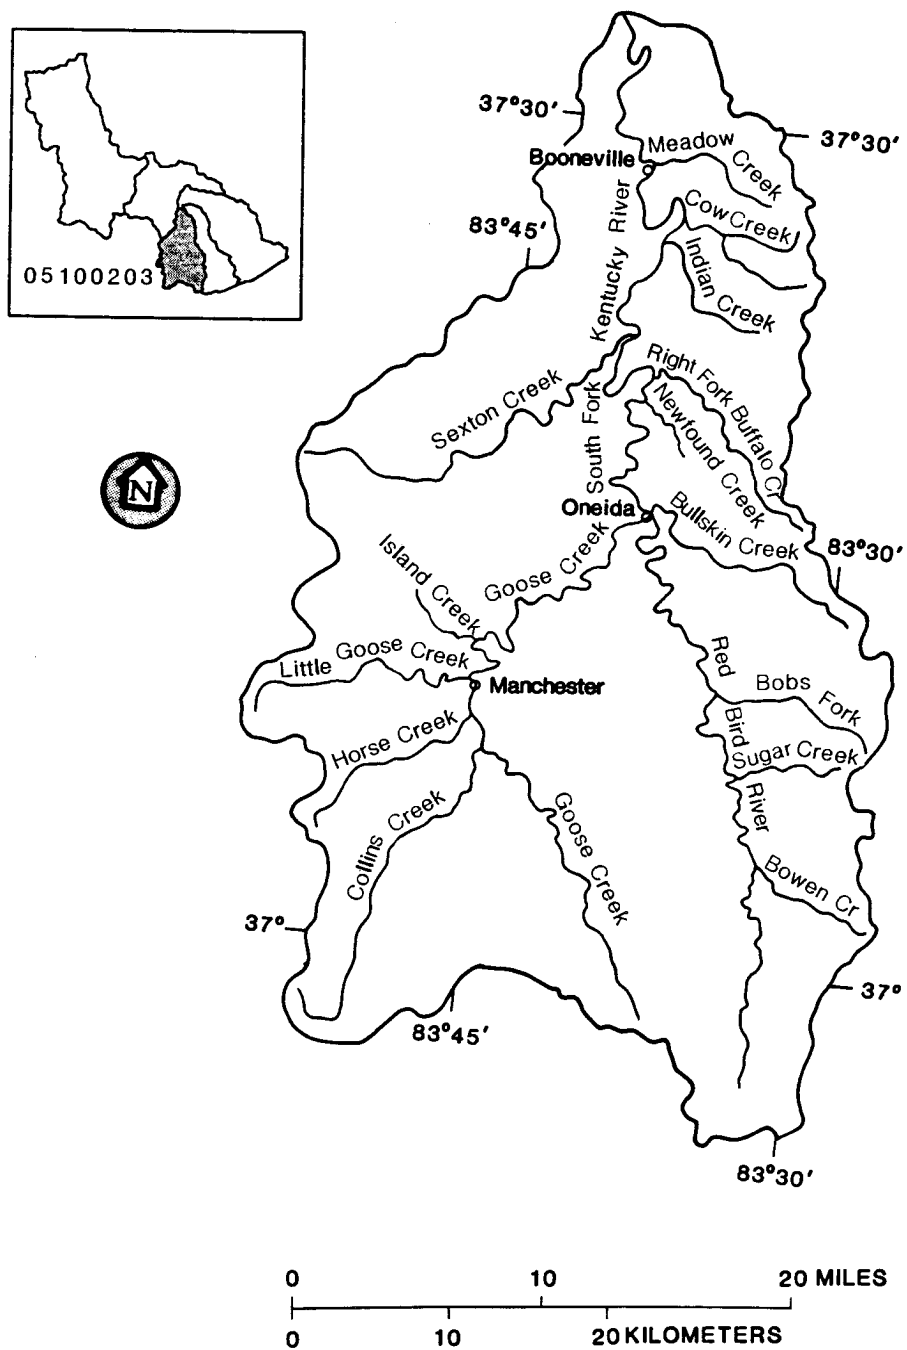 37°30′
37°30′
Meadow Creek
Booneville
Cow Creek
83°45′
Kentucky River
Indian Creek
05100203
Right Fork Buffalo Cr
Sexton Creek
South Fork
Newfound Creek
N
Oneida
Bullskin Creek
83°30′
Goose Creek
Island Creek
Little Goose Creek
Red Bird River
Manchester
Bobs Fork
Horse Creek
Sugar Creek
Collins Creek
Goose Creek
Bowen Cr
37°
37°
83°45′
83°30′
0 10 20 MILES
0 10 20 KILOMETERS